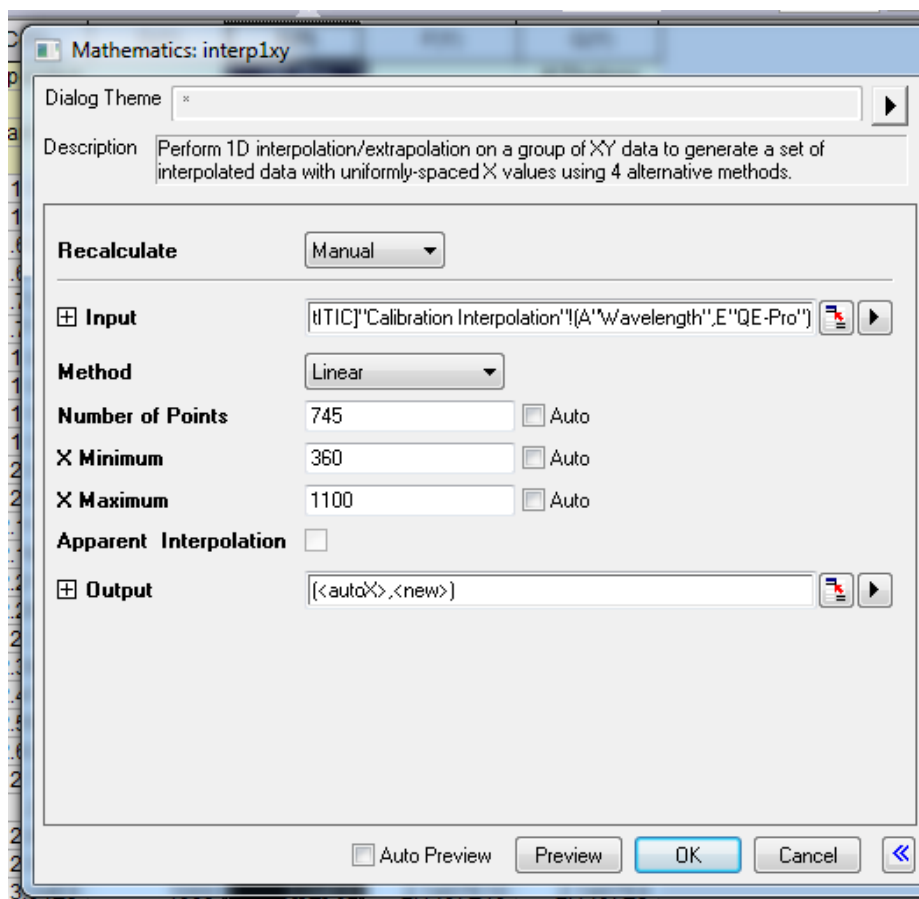 Mathematics: interp1xy
Dialog Theme *
Description Perform 1D interpolation/extrapolation on a group of XY data to generate a set of
interpolated data with uniformly-spaced X values using 4 alternative methods.
Recalculate Manual
Input tITIC]"Calibration Interpolation"!(A"Wavelength",E"QE-Pro")
Method Linear
Number of Points 745 Auto
X Minimum 360 Auto
X Maximum 1100 Auto
Apparent Interpolation
Output (<autoX>,<new>)
Auto Preview Preview OK Cancel